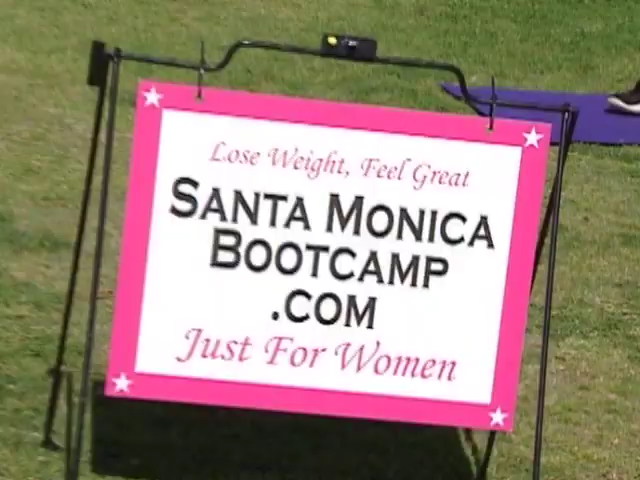 Lose Weight, Feel Great
SANTA MONICA
BOOTCAMP
.COM
Just For Women